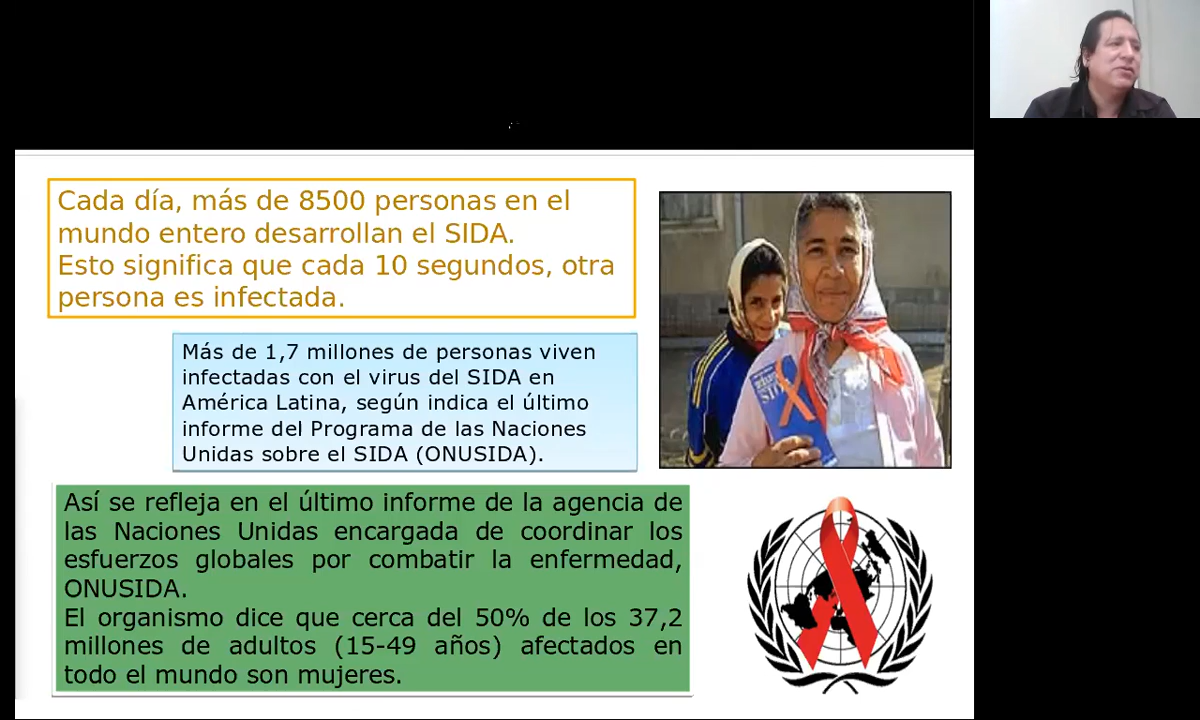 Cada día, más de 8500 personas en el
mundo entero desarrollan el SIDA.
Esto significa que cada 10 segundos, otra
persona es infectada.
Más de 1,7 millones de personas viven
infectadas con el virus del SIDA en
América Latina, según indica el último
informe del Programa de las Naciones
Unidas sobre el SIDA (ONUSIDA).
Así se refleja en el último informe de la agencia de
las Naciones Unidas encargada de coordinar los
esfuerzos globales por combatir la enfermedad,
ONUSIDA.
El organismo dice que cerca del 50% de los 37,2
millones de adultos (15-49 años) afectados en
todo el mundo son mujeres.